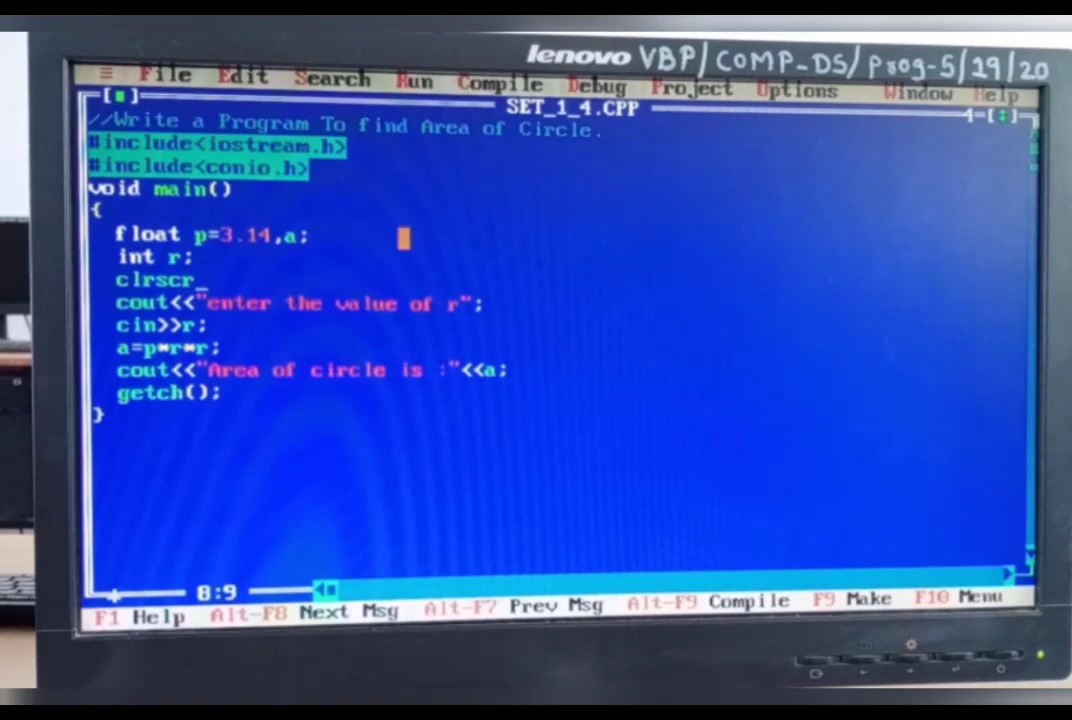 lenovo VBP/COMP-DS/Prog-5/29/20
≡ File Edit Search Run Compile Debug Project Options Window Help
[■] SET_1_4.CPP 4=[↕]
//Write a Program To find Area of Circle.
#include<iostream.h>
#include<conio.h>
void main()
{
float p=3.14,a;
int r;
clrscr_
cout<<"enter the value of r";
cin>>r;
a=p*r*r;
cout<<"Area of circle is :"<<a;
getch();
}
8:9
F1 Help Alt-F8 Next Msg Alt-F7 Prev Msg Alt-F9 Compile F9 Make F10 Menu